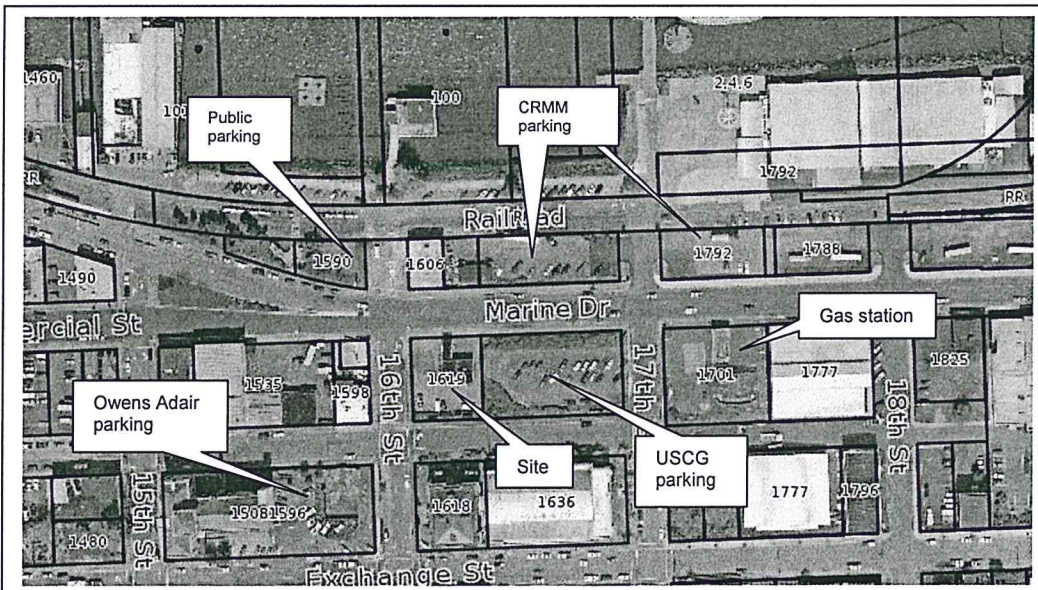 1460
10
100
2,4,6
Public
parking
CRMM
parking
1792
RR
Railroad
RR
1490
1590
1606
1792
1788
Marine Dr
ercial St
Gas station
1535
1598
16th St
1619
17th
1701
1777
18th St
1825
Owens Adair
parking
Site
USCG
parking
15081596
1618
1636
1777
1796
1480
15th St
Exchange St